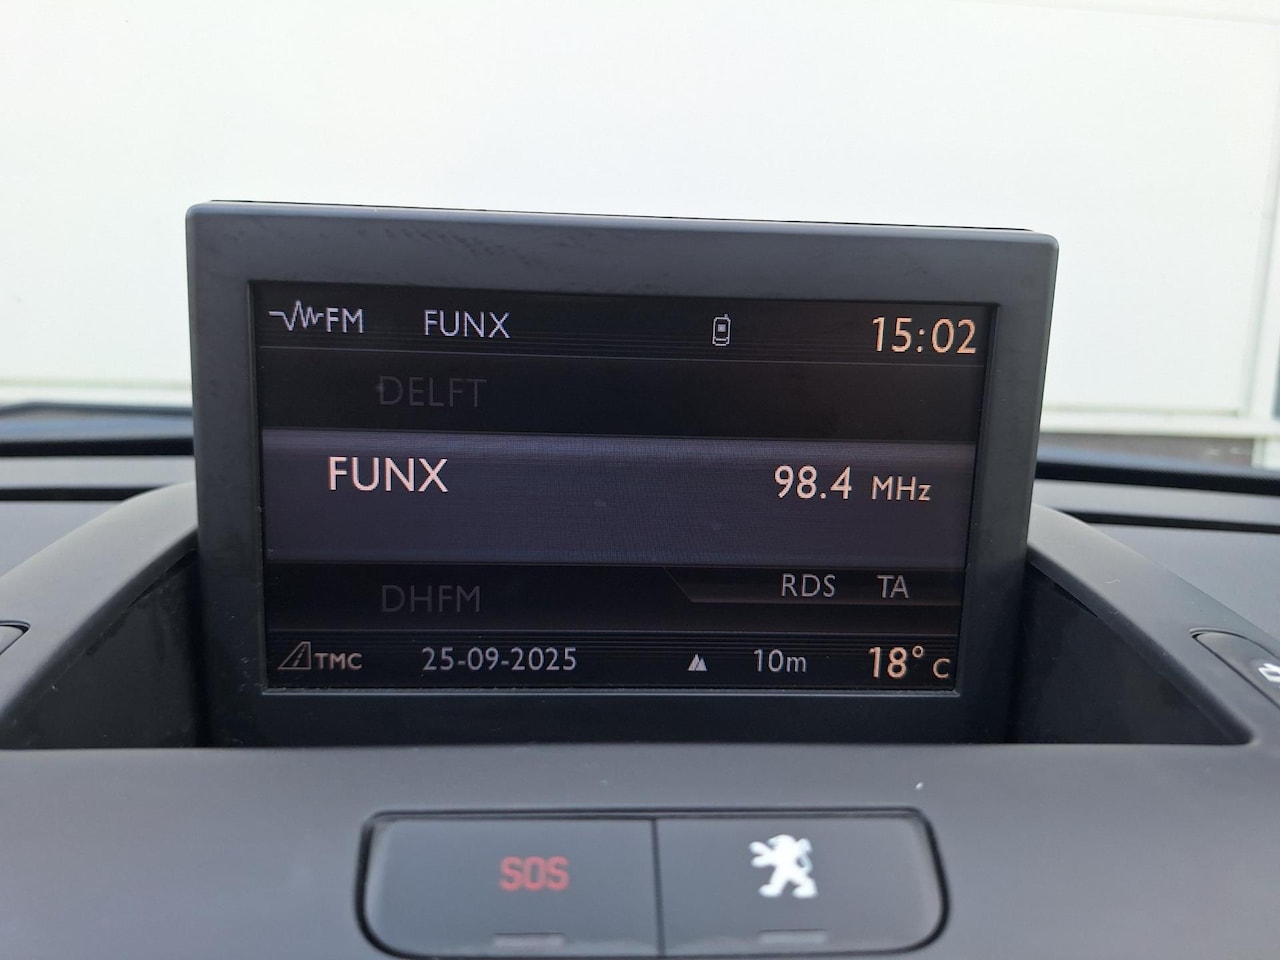 FM FUNX 15:02
DELFT
FUNX 98.4 MHz
RDS TA
DHFM
TMC 25-09-2025 10m 18° C
SOS